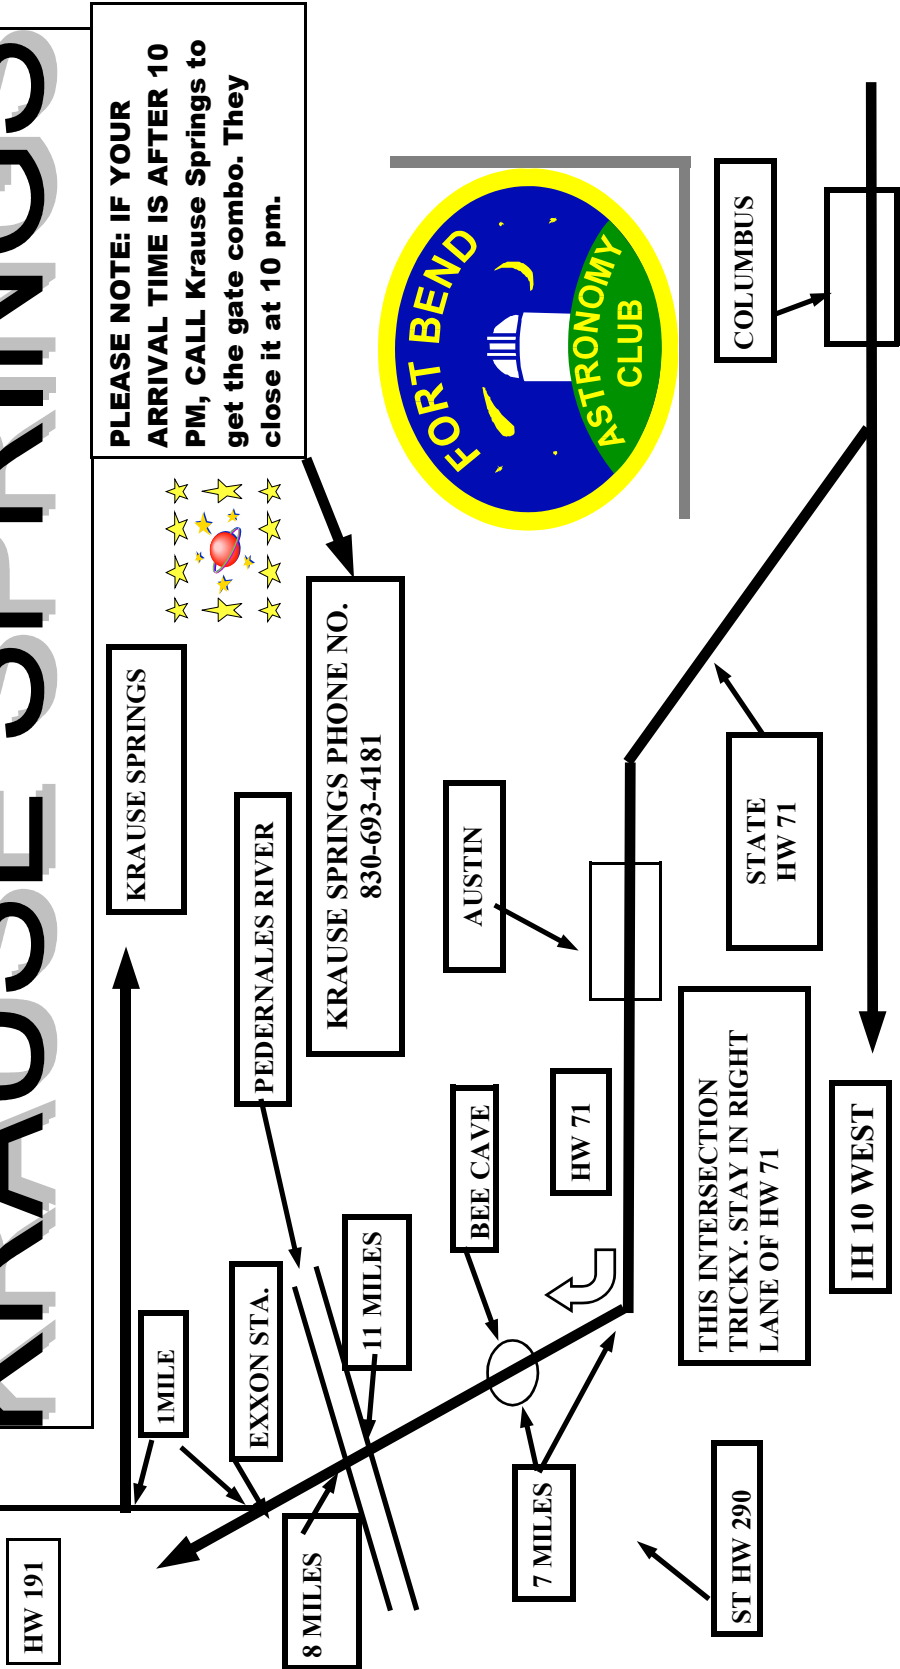 KRAUSE SPRINGS
PLEASE NOTE: IF YOUR
ARRIVAL TIME IS AFTER 10
PM, CALL Krause Springs to
get the gate combo. They
close it at 10 pm.
HW 191
1MILE
KRAUSE SPRINGS
EXXON STA.
PEDERNALES RIVER
KRAUSE SPRINGS PHONE NO.
830-693-4181
8 MILES
11 MILES
FORT BEND
ASTRONOMY
CLUB
BEE CAVE
AUSTIN
7 MILES
HW 71
THIS INTERSECTION
TRICKY. STAY IN RIGHT
LANE OF HW 71
STATE
HW 71
COLUMBUS
ST HW 290
IH 10 WEST